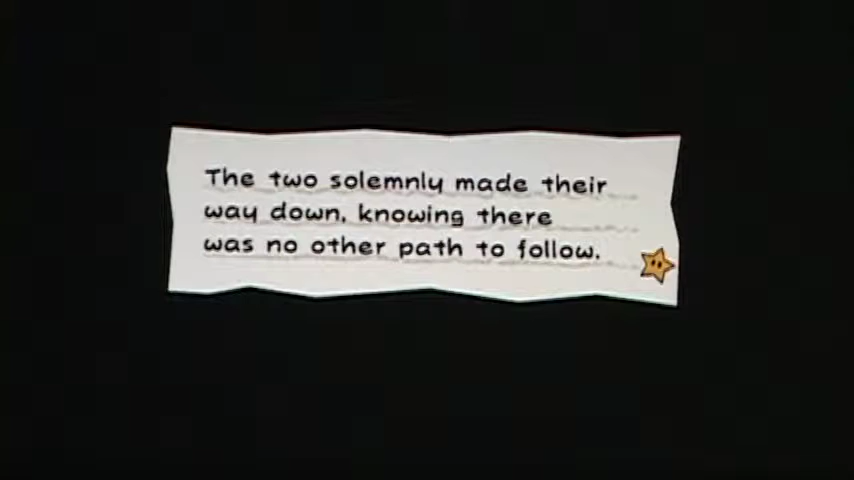 The two solemnly made their
way down, knowing there
was no other path to follow.